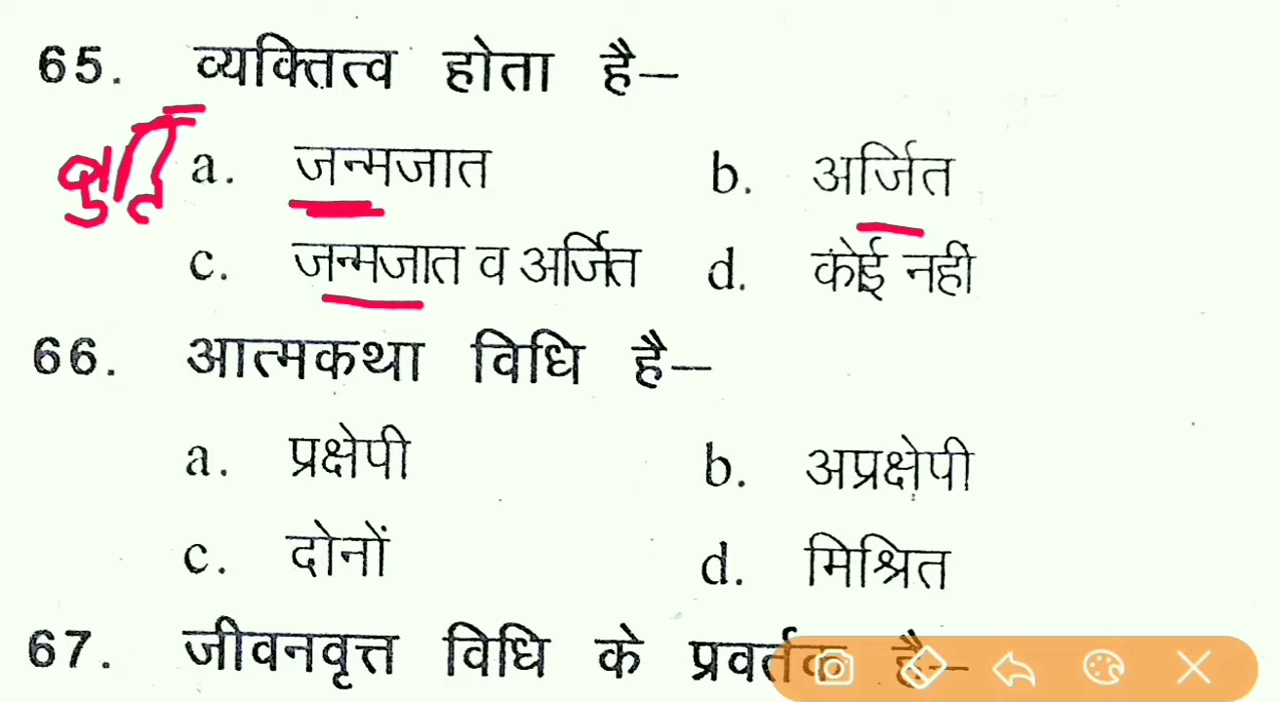 65. व्यक्तित्व होता है–
a. जन्मजात b. अर्जित
c. जन्मजात व अर्जित d. कोई नहीं
66. आत्मकथा विधि है–
a. प्रक्षेपी b. अप्रक्षेपी
c. दोनों d. मिश्रित
67. जीवनवृत्त विधि के प्रवर्तक है–